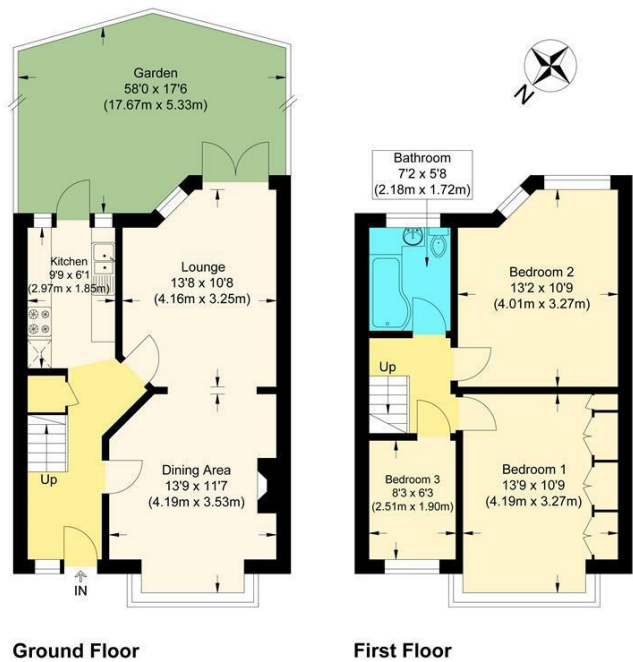 Garden
58'0 x 17'6
(17.67m x 5.33m)
N
Kitchen
9'9 x 6'1
(2.97m x 1.85m)
Lounge
13'8 x 10'8
(4.16m x 3.25m)
Up
Dining Area
13'9 x 11'7
(4.19m x 3.53m)
IN
Ground Floor
Bathroom
7'2 x 5'8
(2.18m x 1.72m)
Bedroom 2
13'2 x 10'9
(4.01m x 3.27m)
Up
Bedroom 3
8'3 x 6'3
(2.51m x 1.90m)
Bedroom 1
13'9 x 10'9
(4.19m x 3.27m)
First Floor